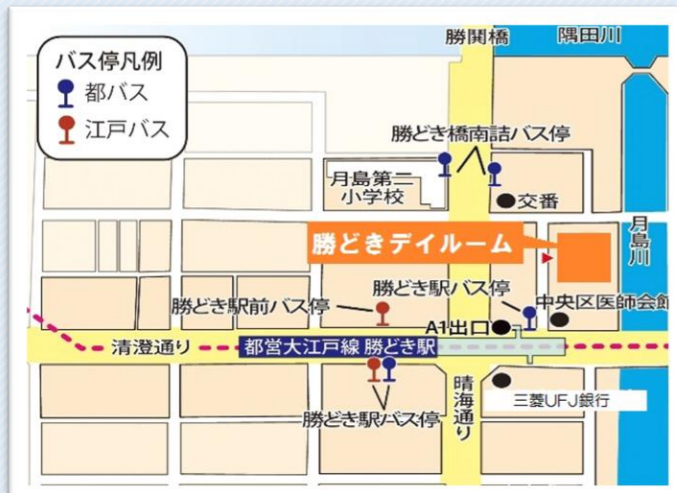 勝鬨橋
隅田川
バス停凡例
都バス
江戸バス
勝どき橋南詰バス停
月島第二
小学校
交番
月島川
勝どきデイルーム
勝どき駅前バス停
勝どき駅バス停
中央区医師会館
A1出口
清澄通り
都営大江戸線 勝どき駅
晴海通り
三菱UFJ銀行
勝どき駅バス停